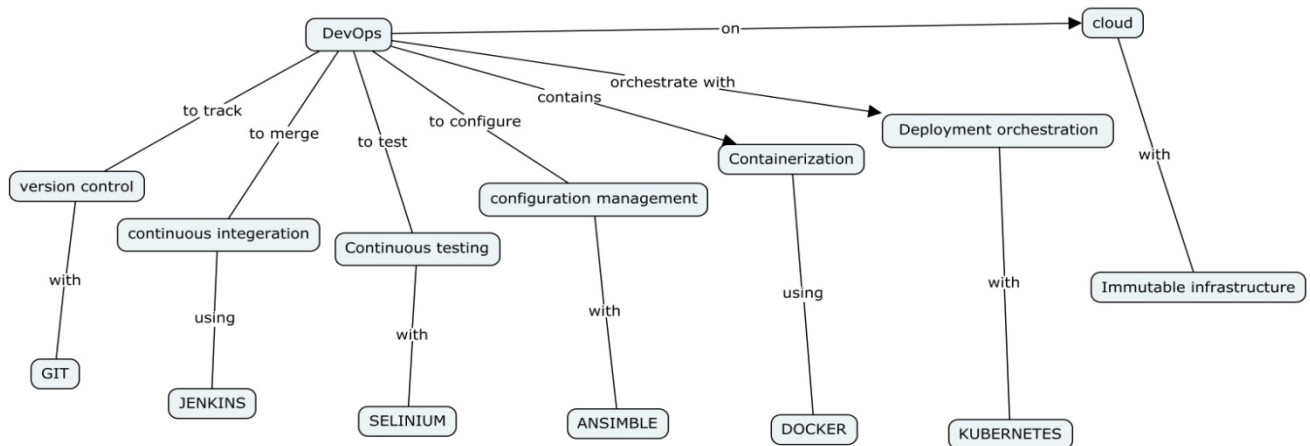 DevOps
on
cloud
to track
to merge
to test
to configure
contains
orchestrate with
version control
continuous integeration
Continuous testing
configuration management
Containerization
Deployment orchestration
with
Immutable infrastructure
with
using
with
with
using
with
GIT
JENKINS
SELINIUM
ANSIMBLE
DOCKER
KUBERNETES